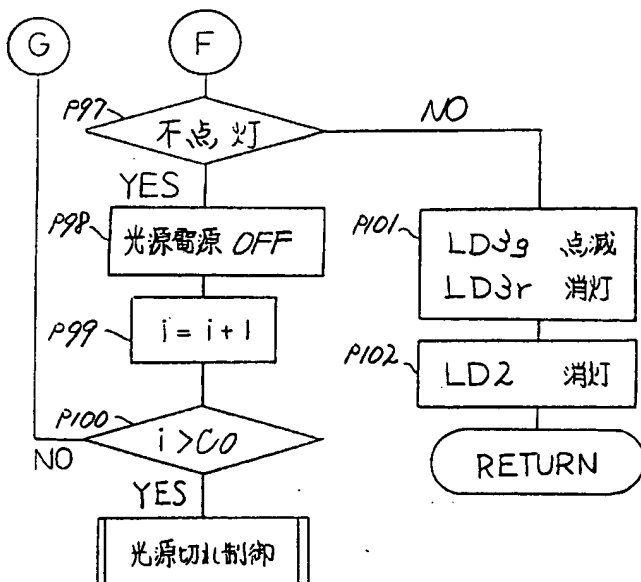 G
F
P97
不点灯
NO
YES
P98
光源電源 OFF
P99
i = i + 1
P100
i > C0
NO
YES
光源切れ制御
P101
LD3g 点滅
LD3r 消灯
P102
LD2 消灯
RETURN